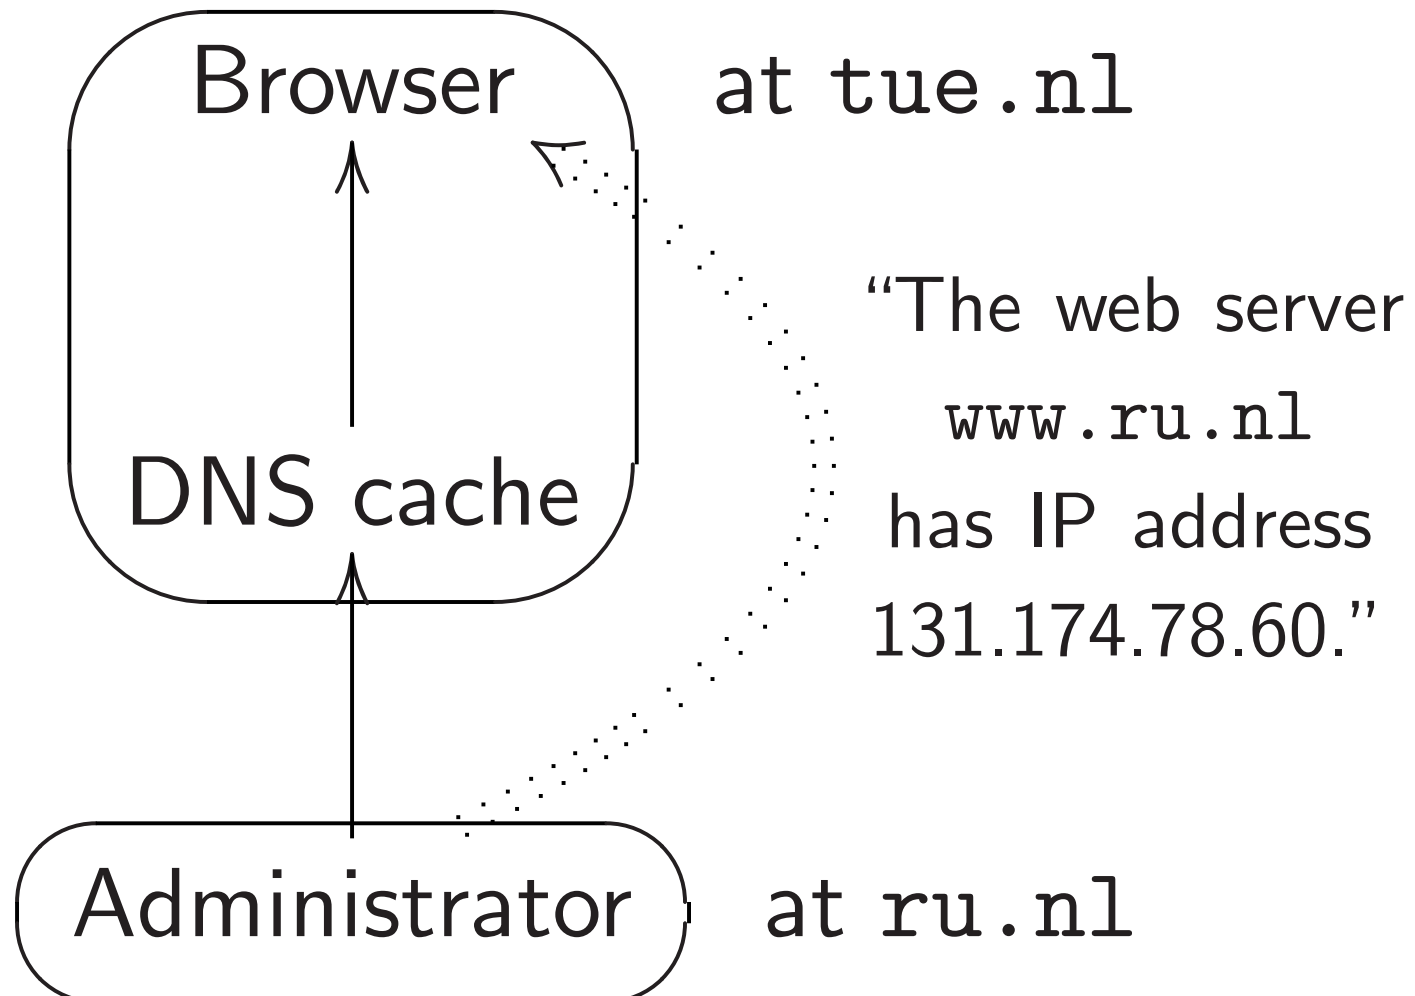 Browser at tue.nl
“The web server
www.ru.nl
has IP address
131.174.78.60.”
DNS cache
Administrator at ru.nl